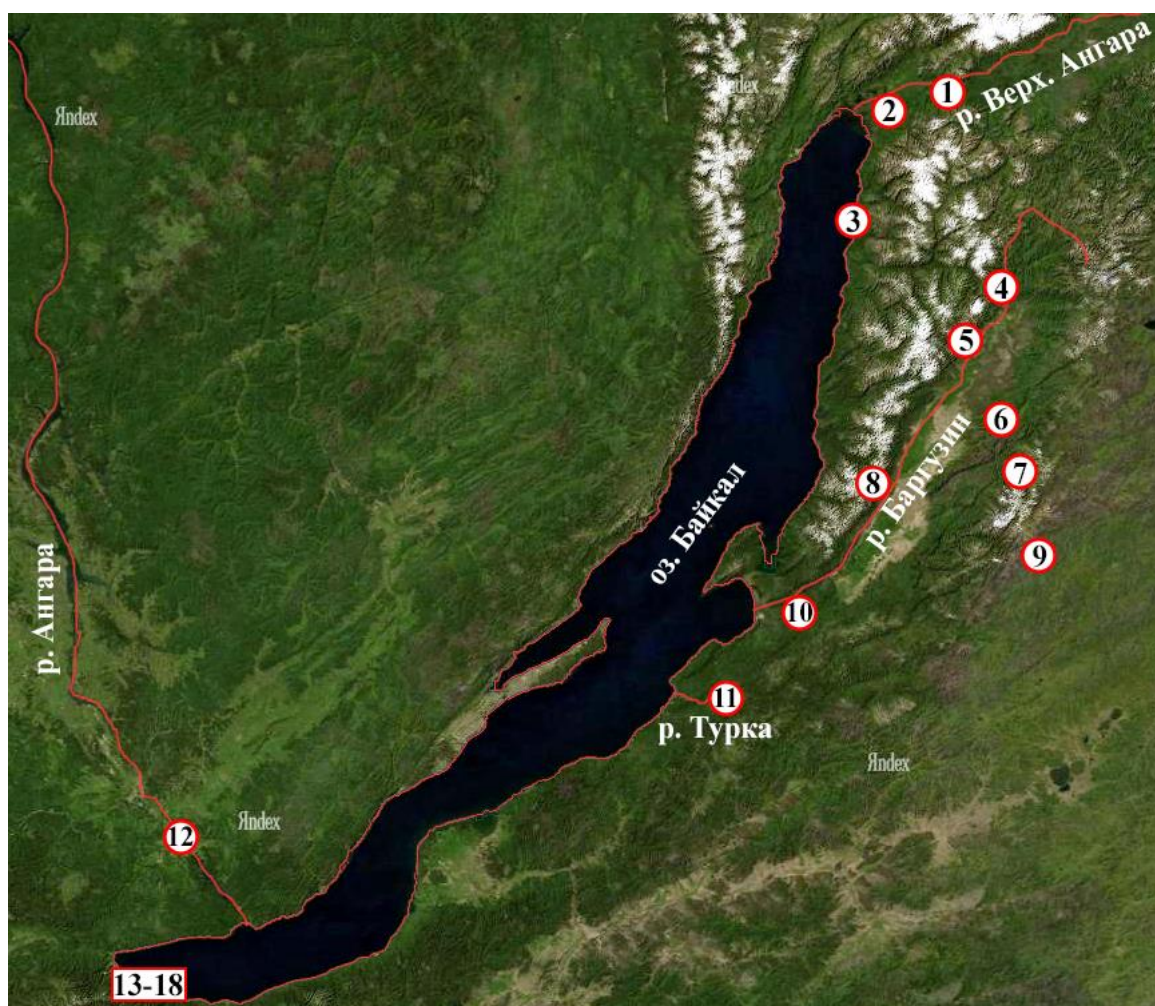 Яndex
Яndex
1
р. Верх. Ангара
2
3
4
5
6
7
8
р. Баргузин
9
оз. Байкал
10
р. Ангара
11
р. Турка
Яndex
Яndex
12
13-18